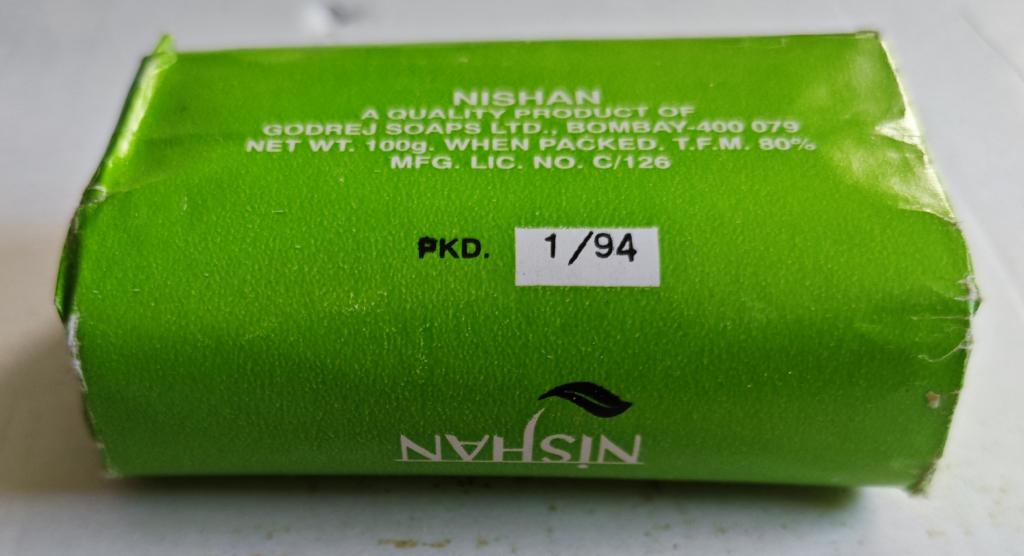 NISHAN
A QUALITY PRODUCT OF
GODREJ SOAPS LTD., BOMBAY-400 079
NET WT. 100g. WHEN PACKED. T.F.M. 80%
MFG. LIC. NO. C/126
PKD. 1/94
NiSHAN